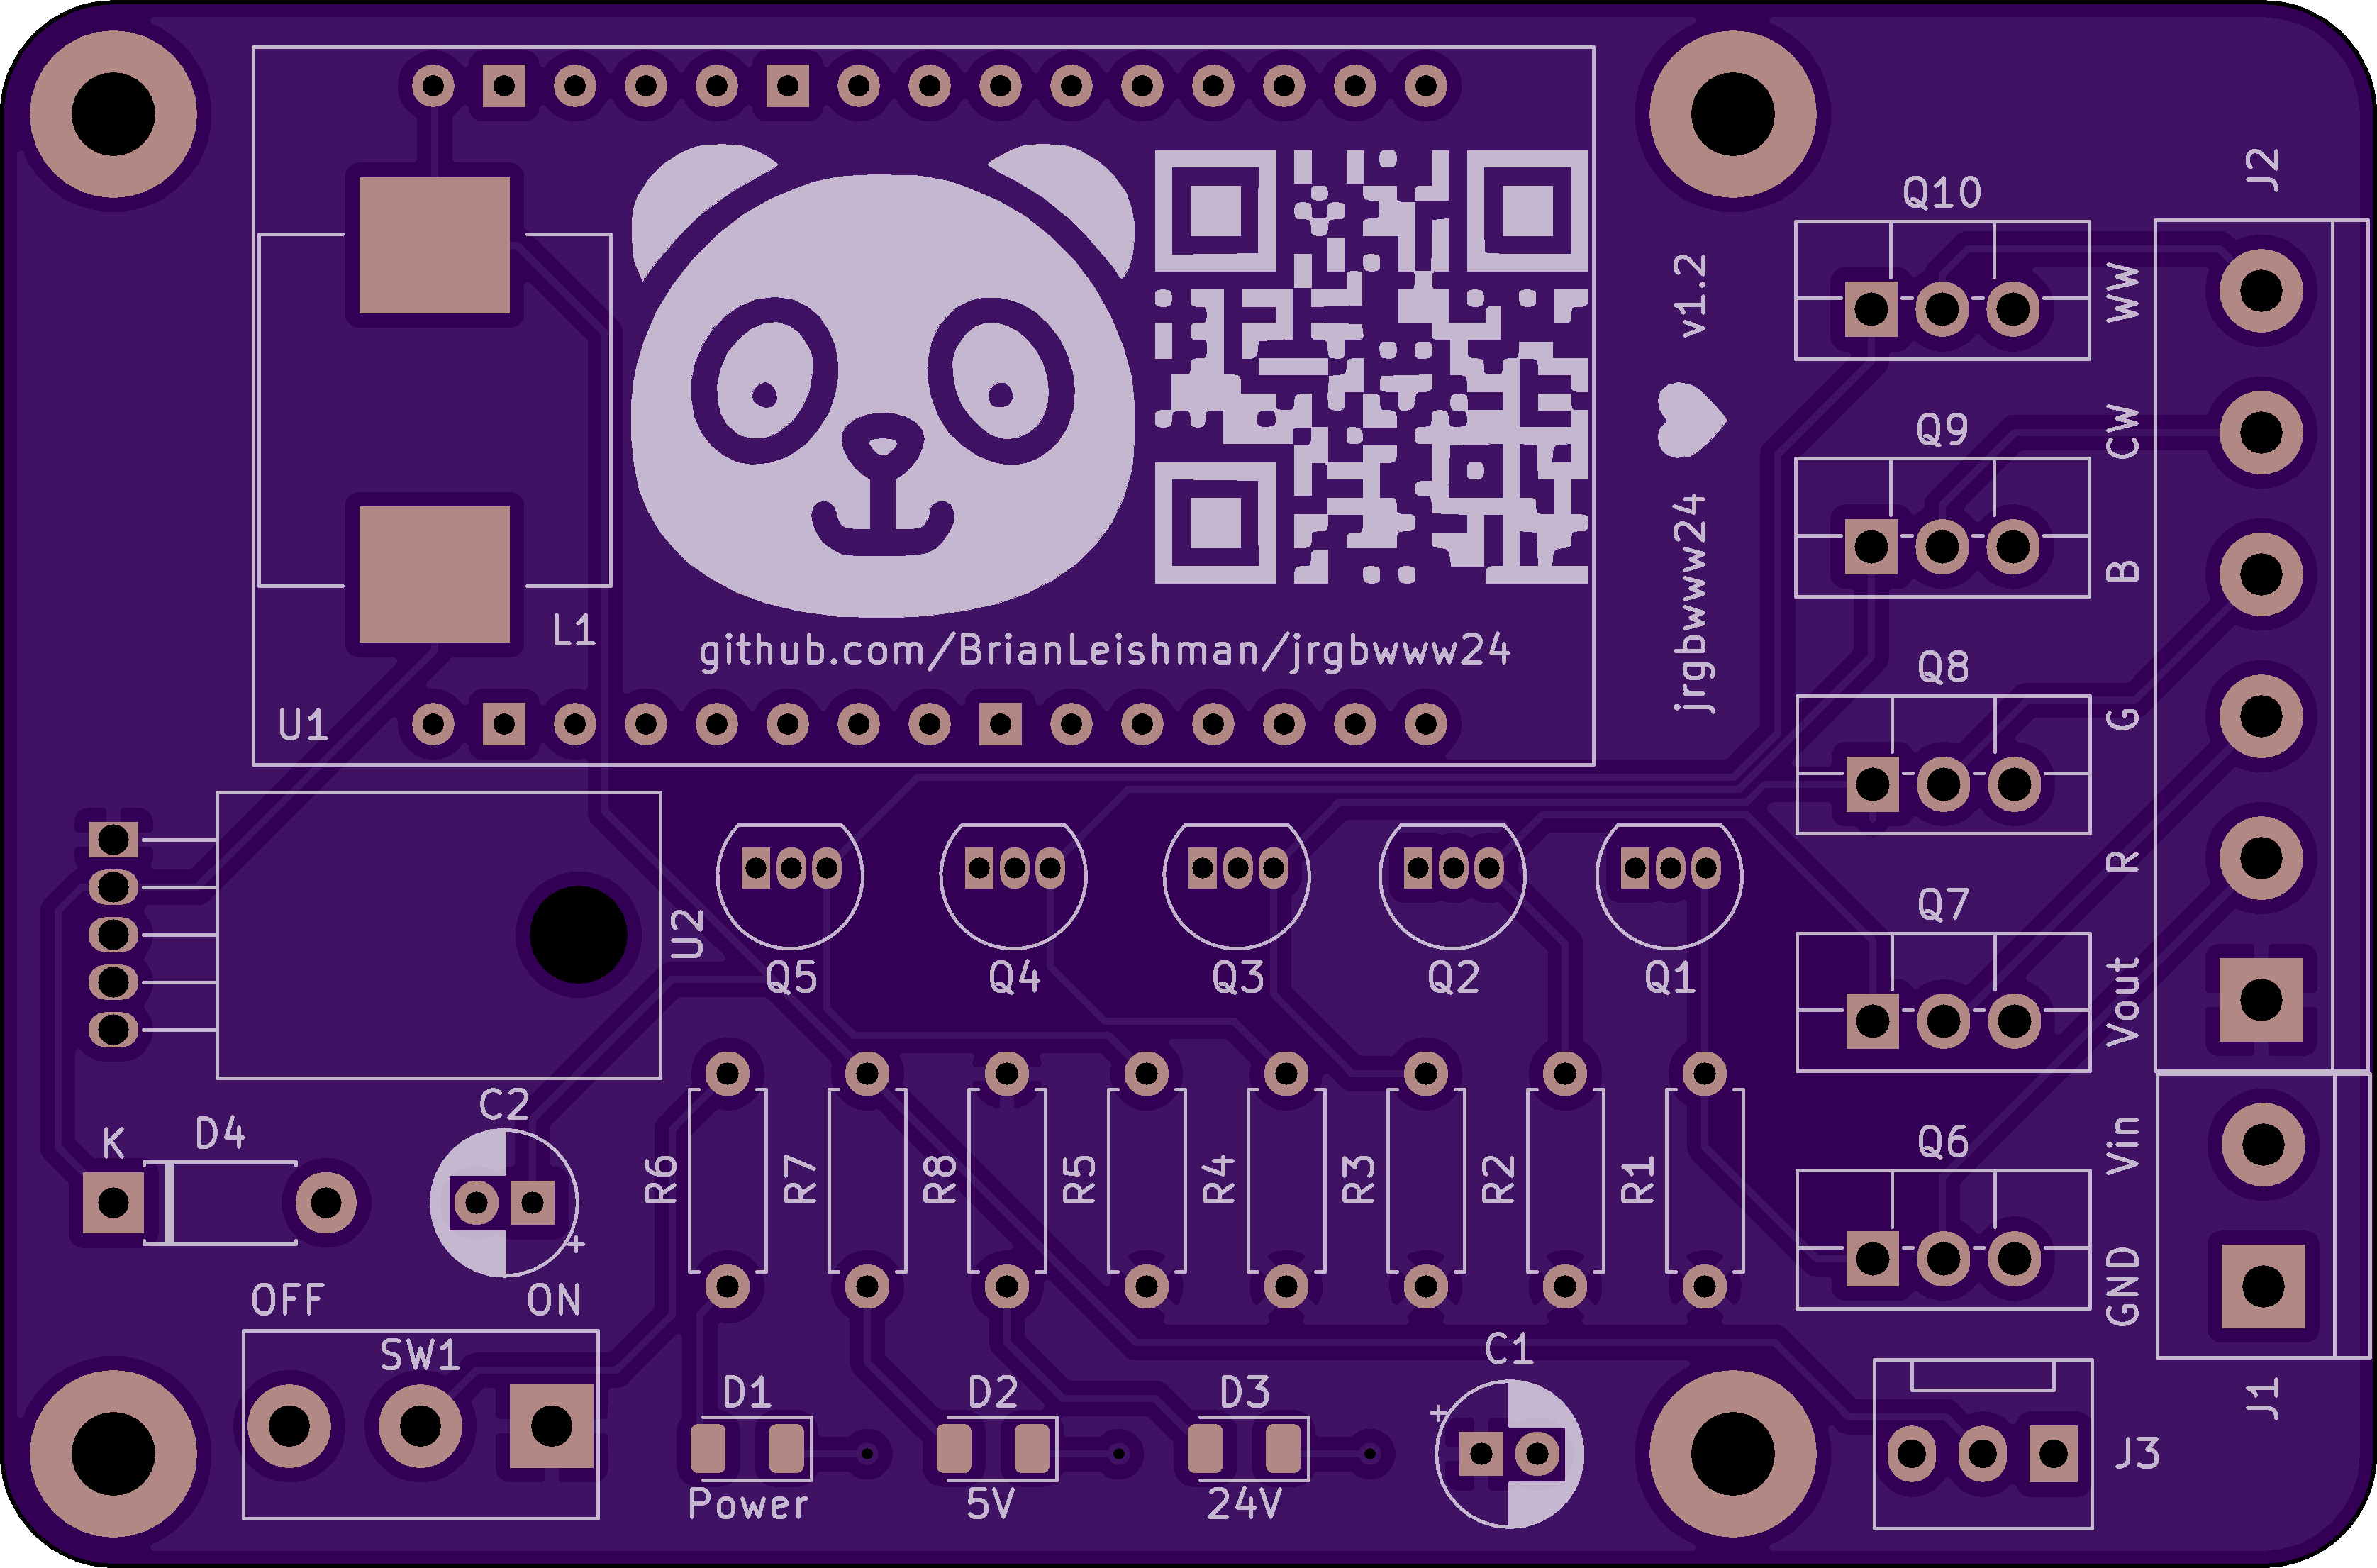 J2
Q10
WW
v1.2
CW
Q9
B
jrgbwww24
L1
github.com/BrianLeishman/jrgbwww24
Q8
G
U1
R
Q7
U2
Q5
Q4
Q3
Q2
Q1
Vout
C2
K
D4
Vin
Q6
R6
R7
R8
R5
R4
R3
R2
R1
+
OFF
ON
GND
SW1
C1
D1
D2
D3
+
J1
J3
Power
5V
24V